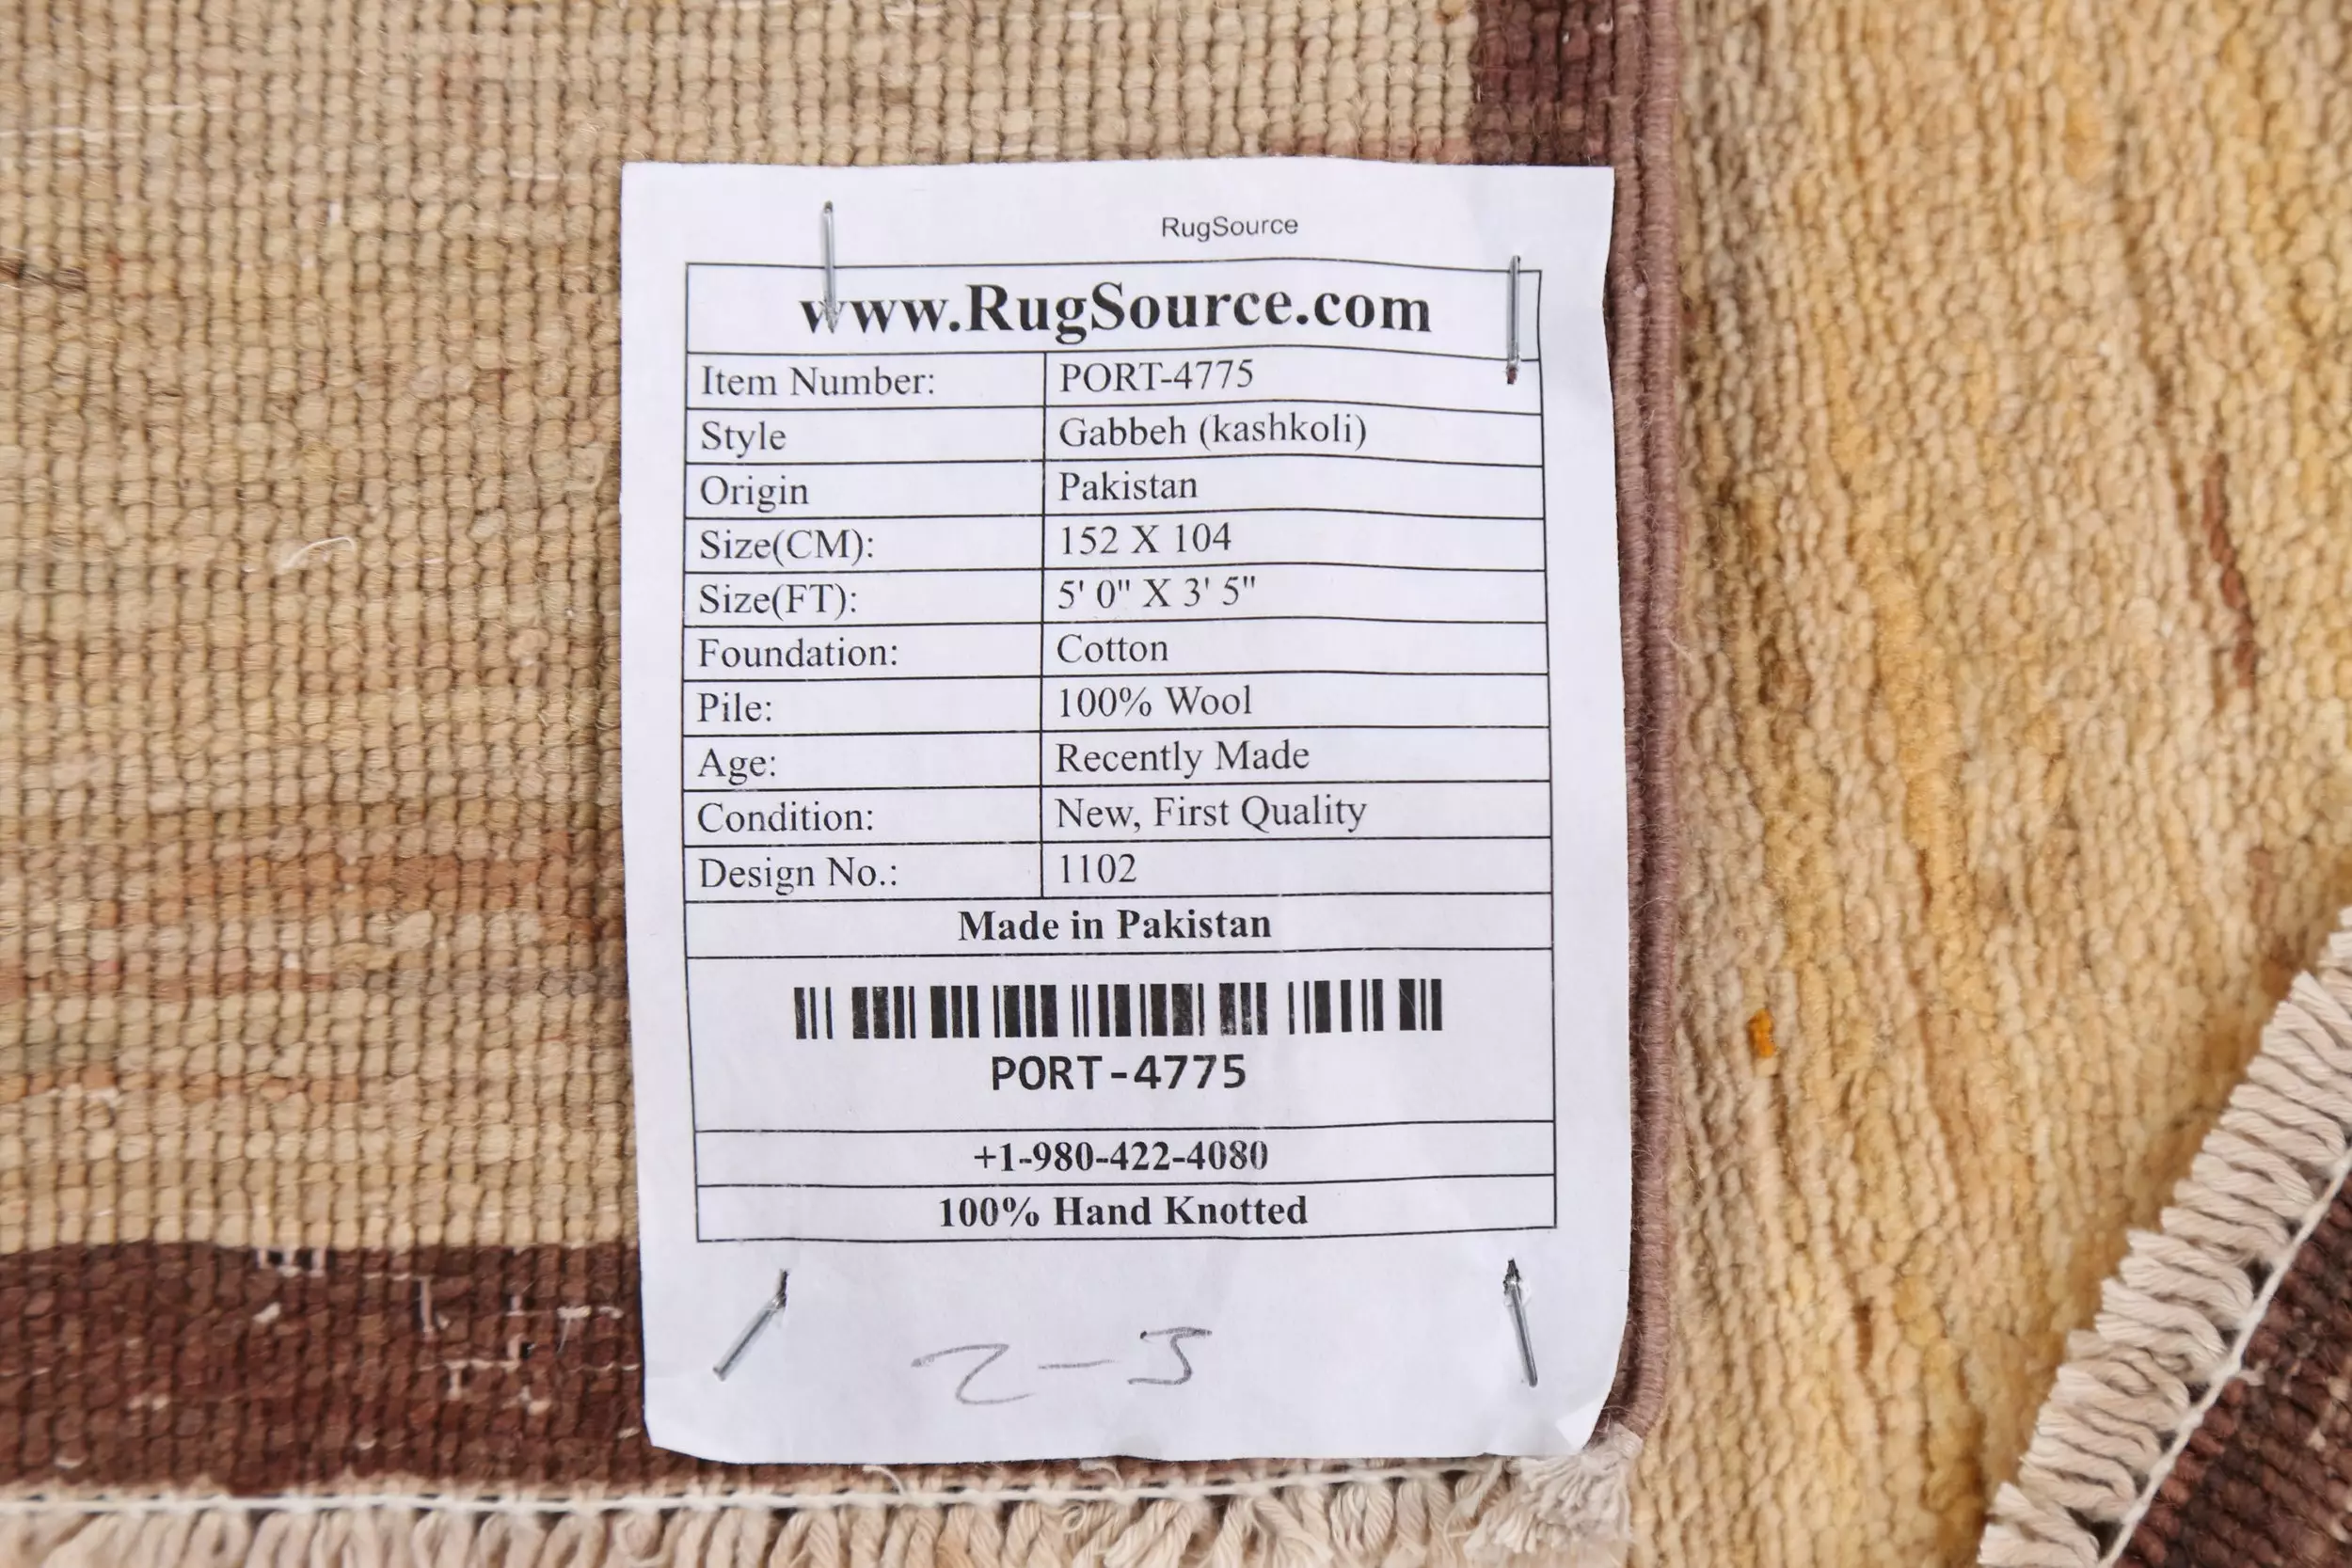 RugSource
www.RugSource.com
Item Number: PORT-4775
Style Gabbeh (kashkoli)
Origin Pakistan
Size(CM): 152 X 104
Size(FT): 5' 0" X 3' 5"
Foundation: Cotton
Pile: 100% Wool
Age: Recently Made
Condition: New, First Quality
Design No.: 1102
Made in Pakistan
PORT-4775
+1-980-422-4080
100% Hand Knotted
2-5